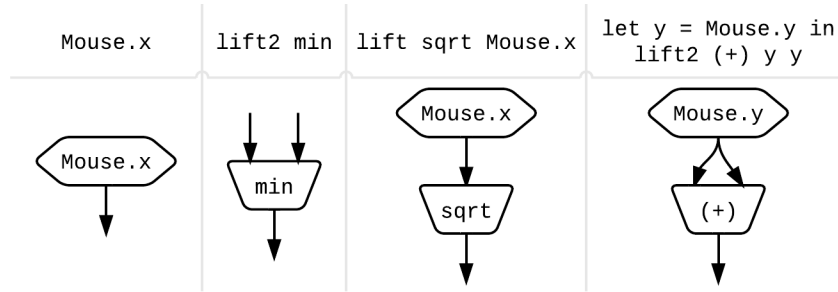 Mouse.x
lift2 min
lift sqrt Mouse.x
let y = Mouse.y in
lift2 (+) y y
Mouse.x
min
Mouse.x
sqrt
Mouse.y
(+)